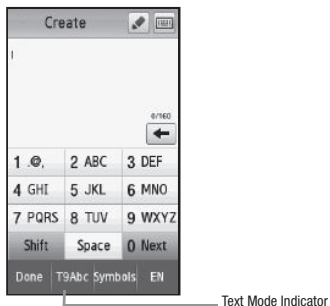 Create
0/160
1 .@, 2 ABC 3 DEF
4 GHI 5 JKL 6 MNO
7 PQRS 8 TUV 9 WXYZ
Shift Space 0 Next
Done T9Abc Symbols EN
Text Mode Indicator